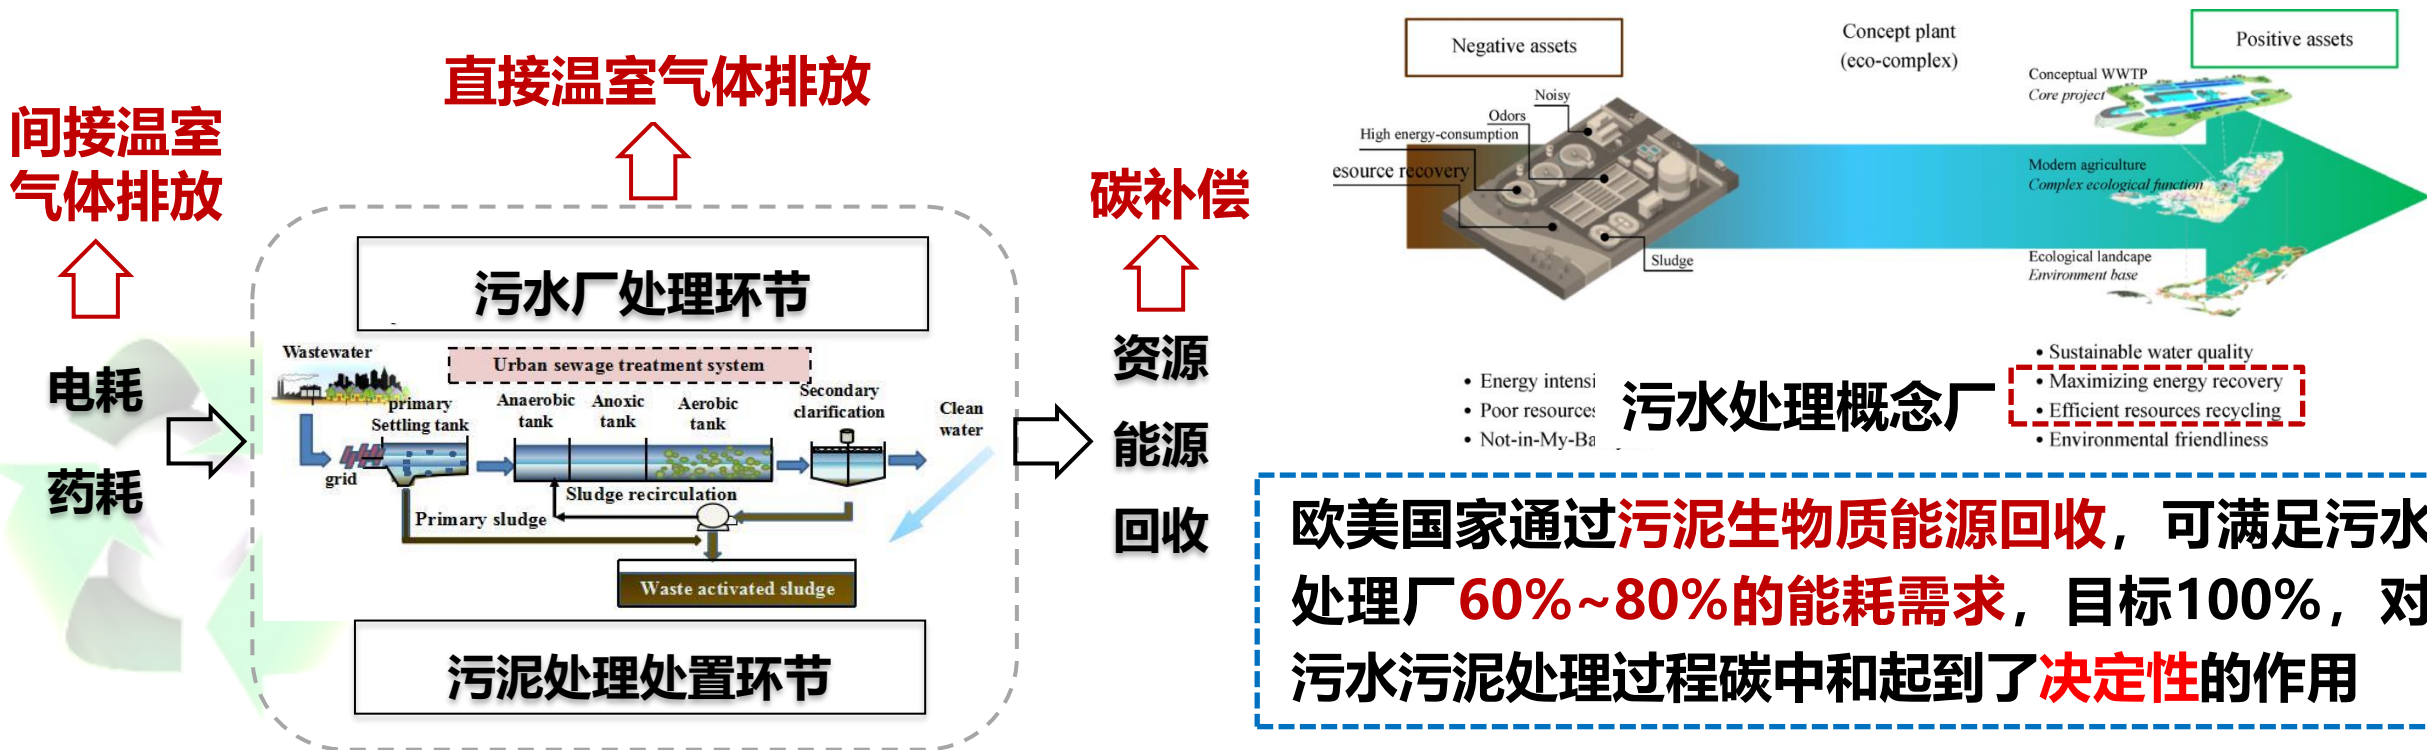 直接温室气体排放
间接温室
气体排放
电耗
药耗
污水厂处理环节
Wastewater
Urban sewage treatment system
primary
Settling tank
Anaerobic
tank
Anoxic
tank
Aerobic
tank
Secondary
clarification
Clean
water
grid
Sludge recirculation
Primary sludge
Waste activated sludge
污泥处理处置环节
碳补偿
资源
能源
回收
Negative assets
Concept plant
(eco-complex)
Positive assets
Noisy
Odors
High energy-consumption
esource recovery
Sludge
Conceptual WWTP
Core project
Modern agriculture
Complex ecological function
Ecological landcape
Environment base
• Energy intensi
• Poor resources
• Not-in-My-Ba
污水处理概念厂
• Sustainable water quality
• Maximizing energy recovery
• Efficient resources recycling
• Environmental friendliness
欧美国家通过污泥生物质能源回收，可满足污水
处理厂60%~80%的能耗需求，目标100%，对
污水污泥处理过程碳中和起到了决定性的作用